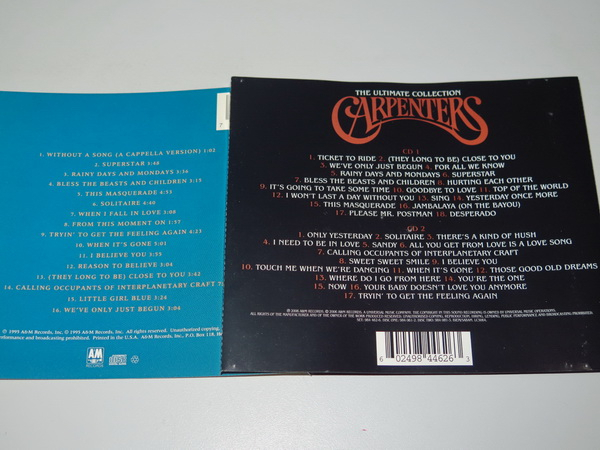 1. WITHOUT A SONG (A CAPPELLA VERSION) 1:02
2. SUPERSTAR 3:48
3. RAINY DAYS AND MONDAYS 3:36
4. BLESS THE BEASTS AND CHILDREN 3:15
5. THIS MASQUERADE 4:53
6. SOLITAIRE 4:40
7. WHEN I FALL IN LOVE 3:08
8. FROM THIS MOMENT ON 1:57
9. TRYIN' TO GET THE FEELING AGAIN 4:23
10. WHEN IT'S GONE 5:01
11. I BELIEVE YOU 3:55
12. REASON TO BELIEVE 3:04
13. (THEY LONG TO BE) CLOSE TO YOU 3:42
14. CALLING OCCUPANTS OF INTERPLANETARY CRAFT 7
15. LITTLE GIRL BLUE 3:24
16. WE'VE ONLY JUST BEGUN 3:04
A&M Records, Inc. All rights reserved. Unauthorized copying,
and broadcasting prohibited. Printed in the U.S.A. A&M Records, Inc., P.O. Box 118,
A&M
RECORDS
THE ULTIMATE COLLECTION
CARPENTERS
CD 1
1. TICKET TO RIDE 2. (THEY LONG TO BE) CLOSE TO YOU
3. WE'VE ONLY JUST BEGUN 4. FOR ALL WE KNOW
5. RAINY DAYS AND MONDAYS 6. SUPERSTAR
7. BLESS THE BEASTS AND CHILDREN 8. HURTING EACH OTHER
9. IT'S GOING TO TAKE SOME TIME 10. GOODBYE TO LOVE 11. TOP OF THE WORLD
12. I WON'T LAST A DAY WITHOUT YOU 13. SING 14. YESTERDAY ONCE MORE
15. THIS MASQUERADE 16. JAMBALAYA (ON THE BAYOU)
17. PLEASE MR. POSTMAN 18. DESPERADO
CD 2
1. ONLY YESTERDAY 2. SOLITAIRE 3. THERE'S A KIND OF HUSH
4. I NEED TO BE IN LOVE 5. SANDY 6. ALL YOU GET FROM LOVE IS A LOVE SONG
7. CALLING OCCUPANTS OF INTERPLANETARY CRAFT
8. SWEET SWEET SMILE 9. I BELIEVE YOU
10. TOUCH ME WHEN WE'RE DANCING 11. WHEN IT'S GONE 12. THOSE GOOD OLD DREAMS
13. WHERE DO I GO FROM HERE 14. YOU'RE THE ONE
15. NOW 16. YOUR BABY DOESN'T LOVE YOU ANYMORE
17. TRYIN' TO GET THE FEELING AGAIN
6 02498 44626 3